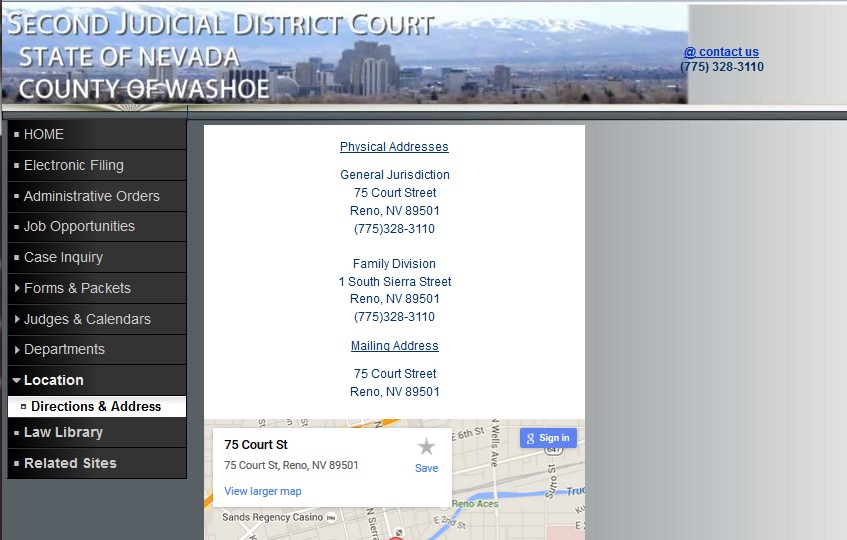 SECOND JUDICIAL DISTRICT COURT
STATE OF NEVADA
COUNTY OF WASHOE
@ contact us
(775) 328-3110
HOME
Electronic Filing
Administrative Orders
Job Opportunities
Case Inquiry
Forms & Packets
Judges & Calendars
Departments
Location
Directions & Address
Law Library
Related Sites
Physical Addresses
General Jurisdiction
75 Court Street
Reno, NV 89501
(775)328-3110
Family Division
1 South Sierra Street
Reno, NV 89501
(775)328-3110
Mailing Address
75 Court Street
Reno, NV 89501
75 Court St
75 Court St, Reno, NV 89501
Save
View larger map
Sign in
E 6th St
N Wells Ave
647
Reno Aces
E 2nd St
Sands Regency Casino
N Sierra